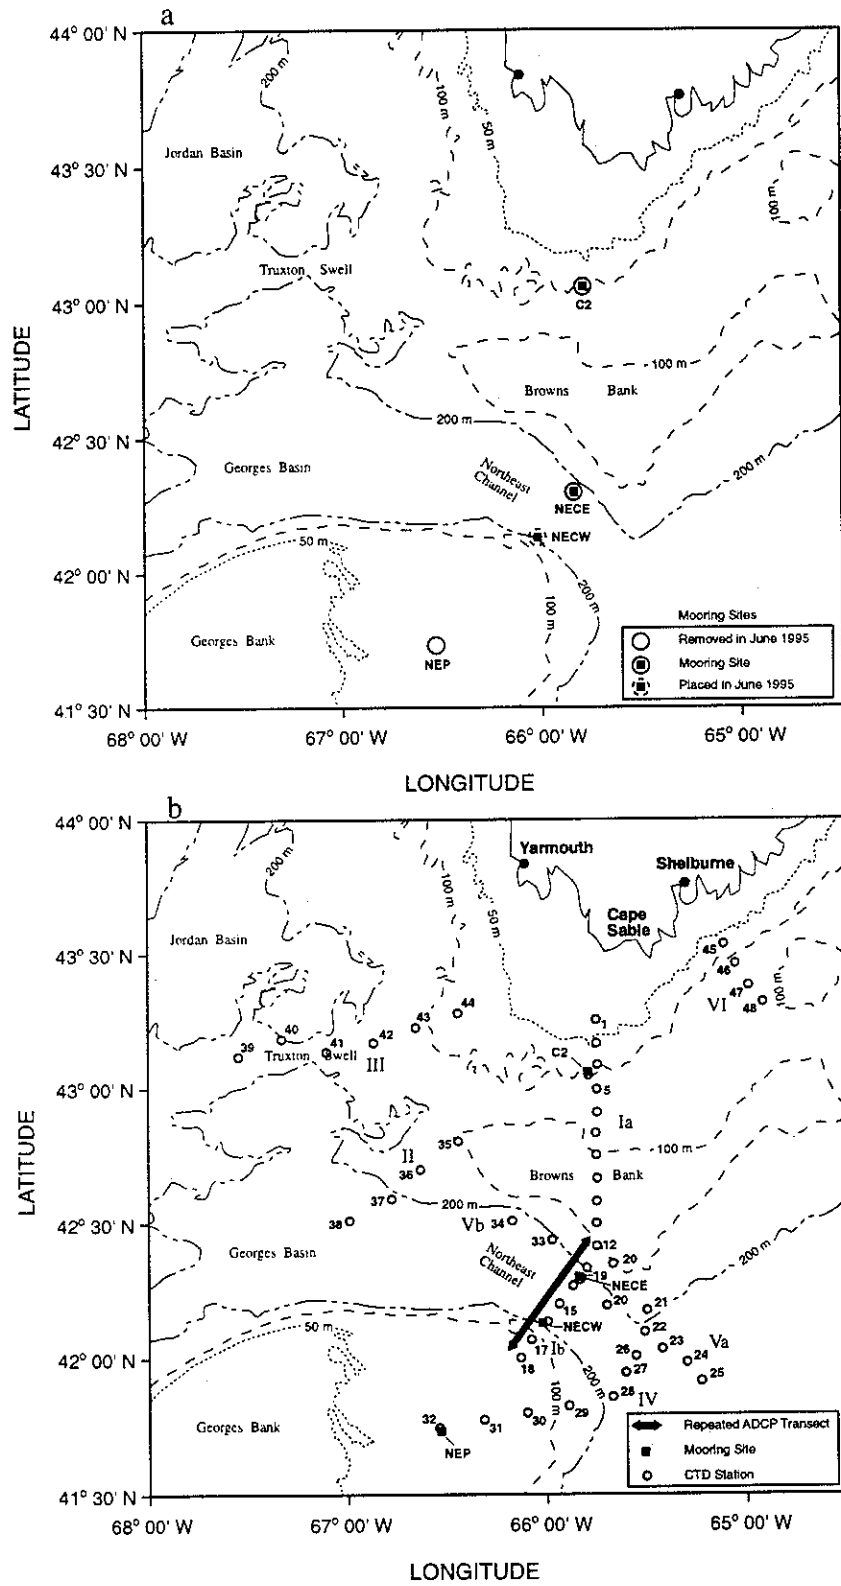 a
44° 00' N
43° 30' N
43° 00' N
42° 30' N
42° 00' N
41° 30' N
LATITUDE
200 m
100 m
50 m
100 m
Jordan Basin
Truxton Swell
C2
100 m
Browns Bank
200 m
200 m
Georges Basin
Northeast
Channel
NECE
NECW
50 m
100 m
200 m
Georges Bank
NEP
Mooring Sites
Removed in June 1995
Mooring Site
Placed in June 1995
68° 00' W
67° 00' W
66° 00' W
65° 00' W
LONGITUDE
b
44° 00' N
43° 30' N
43° 00' N
42° 30' N
42° 00' N
41° 30' N
LATITUDE
200 m
100 m
50 m
Yarmouth
Shelburne
Cape
Sable
Jordan Basin
45
46
47
48
VI
100 m
39
40
41
42
43
44
III
Truxton Swell
1
C2
5
Ia
100 m
II
35
36
37
38
Browns Bank
200 m
Vb
34
33
12
20
200 m
Georges Basin
Northeast
Channel
19
NECE
15
20
21
NECW
22
23
Va
17
Ib
18
26
24
27
25
28
IV
50 m
100 m
200 m
29
30
31
32
NEP
Georges Bank
Repeated ADCP Transect
Mooring Site
CTD Station
68° 00' W
67° 00' W
66° 00' W
65° 00' W
LONGITUDE